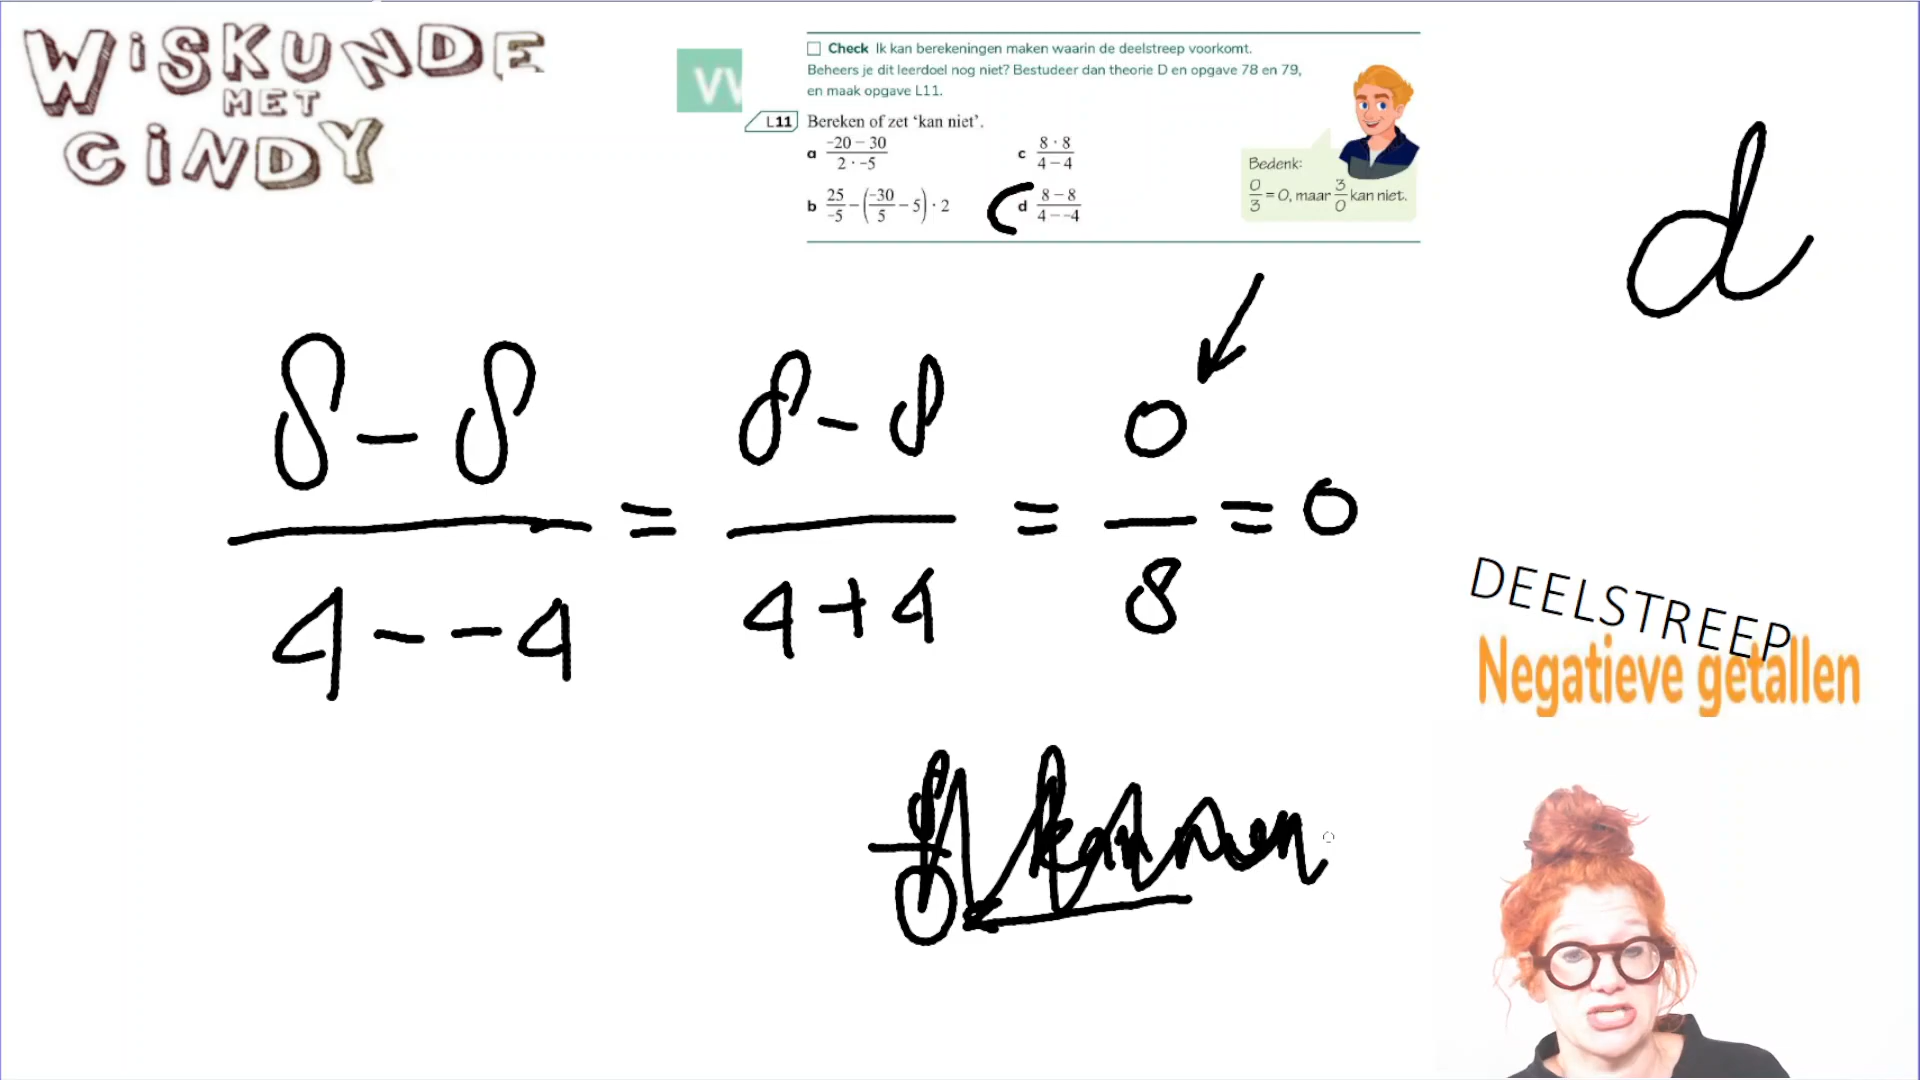 WiSKUNDE
MET
CiNDY
Check Ik kan berekeningen maken waarin de deelstreep voorkomt.
Beheers je dit leerdoel nog niet? Bestudeer dan theorie D en opgave 78 en 79,
en maak opgave L11.
L11 Bereken of zet ‘kan niet’.
a (-20 – 30)/(2 · -5)
c (8 · 8)/(4 – 4)
b 25/-5 – (-30/5 – 5) · 2
d (8 – 8)/(4 – -4)
Bedenk:
0/3 = 0, maar 3/0 kan niet.
d
(8 - 8)/(4 - -4) = (8 - 8)/(4 + 4) = 0/8 = 0
DEELSTREEP
Negatieve getallen